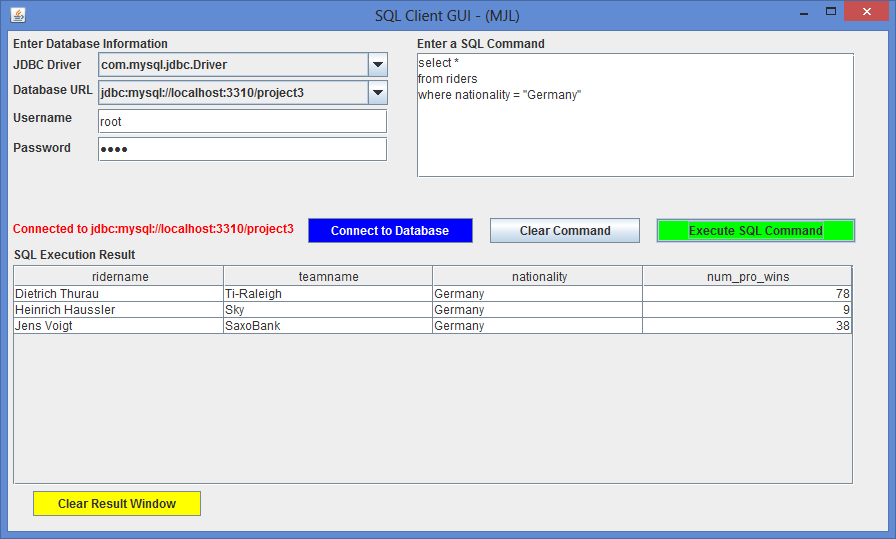 SQL Client GUI - (MJL)
Enter Database Information
JDBC Driver com.mysql.jdbc.Driver
Database URL jdbc:mysql://localhost:3310/project3
Username root
Password ••••
Enter a SQL Command
select *
from riders
where nationality = "Germany"
Connected to jdbc:mysql://localhost:3310/project3 Connect to Database Clear Command Execute SQL Command
SQL Execution Result
ridername teamname nationality num_pro_wins
Dietrich Thurau Ti-Raleigh Germany 78
Heinrich Haussler Sky Germany 9
Jens Voigt SaxoBank Germany 38
Clear Result Window